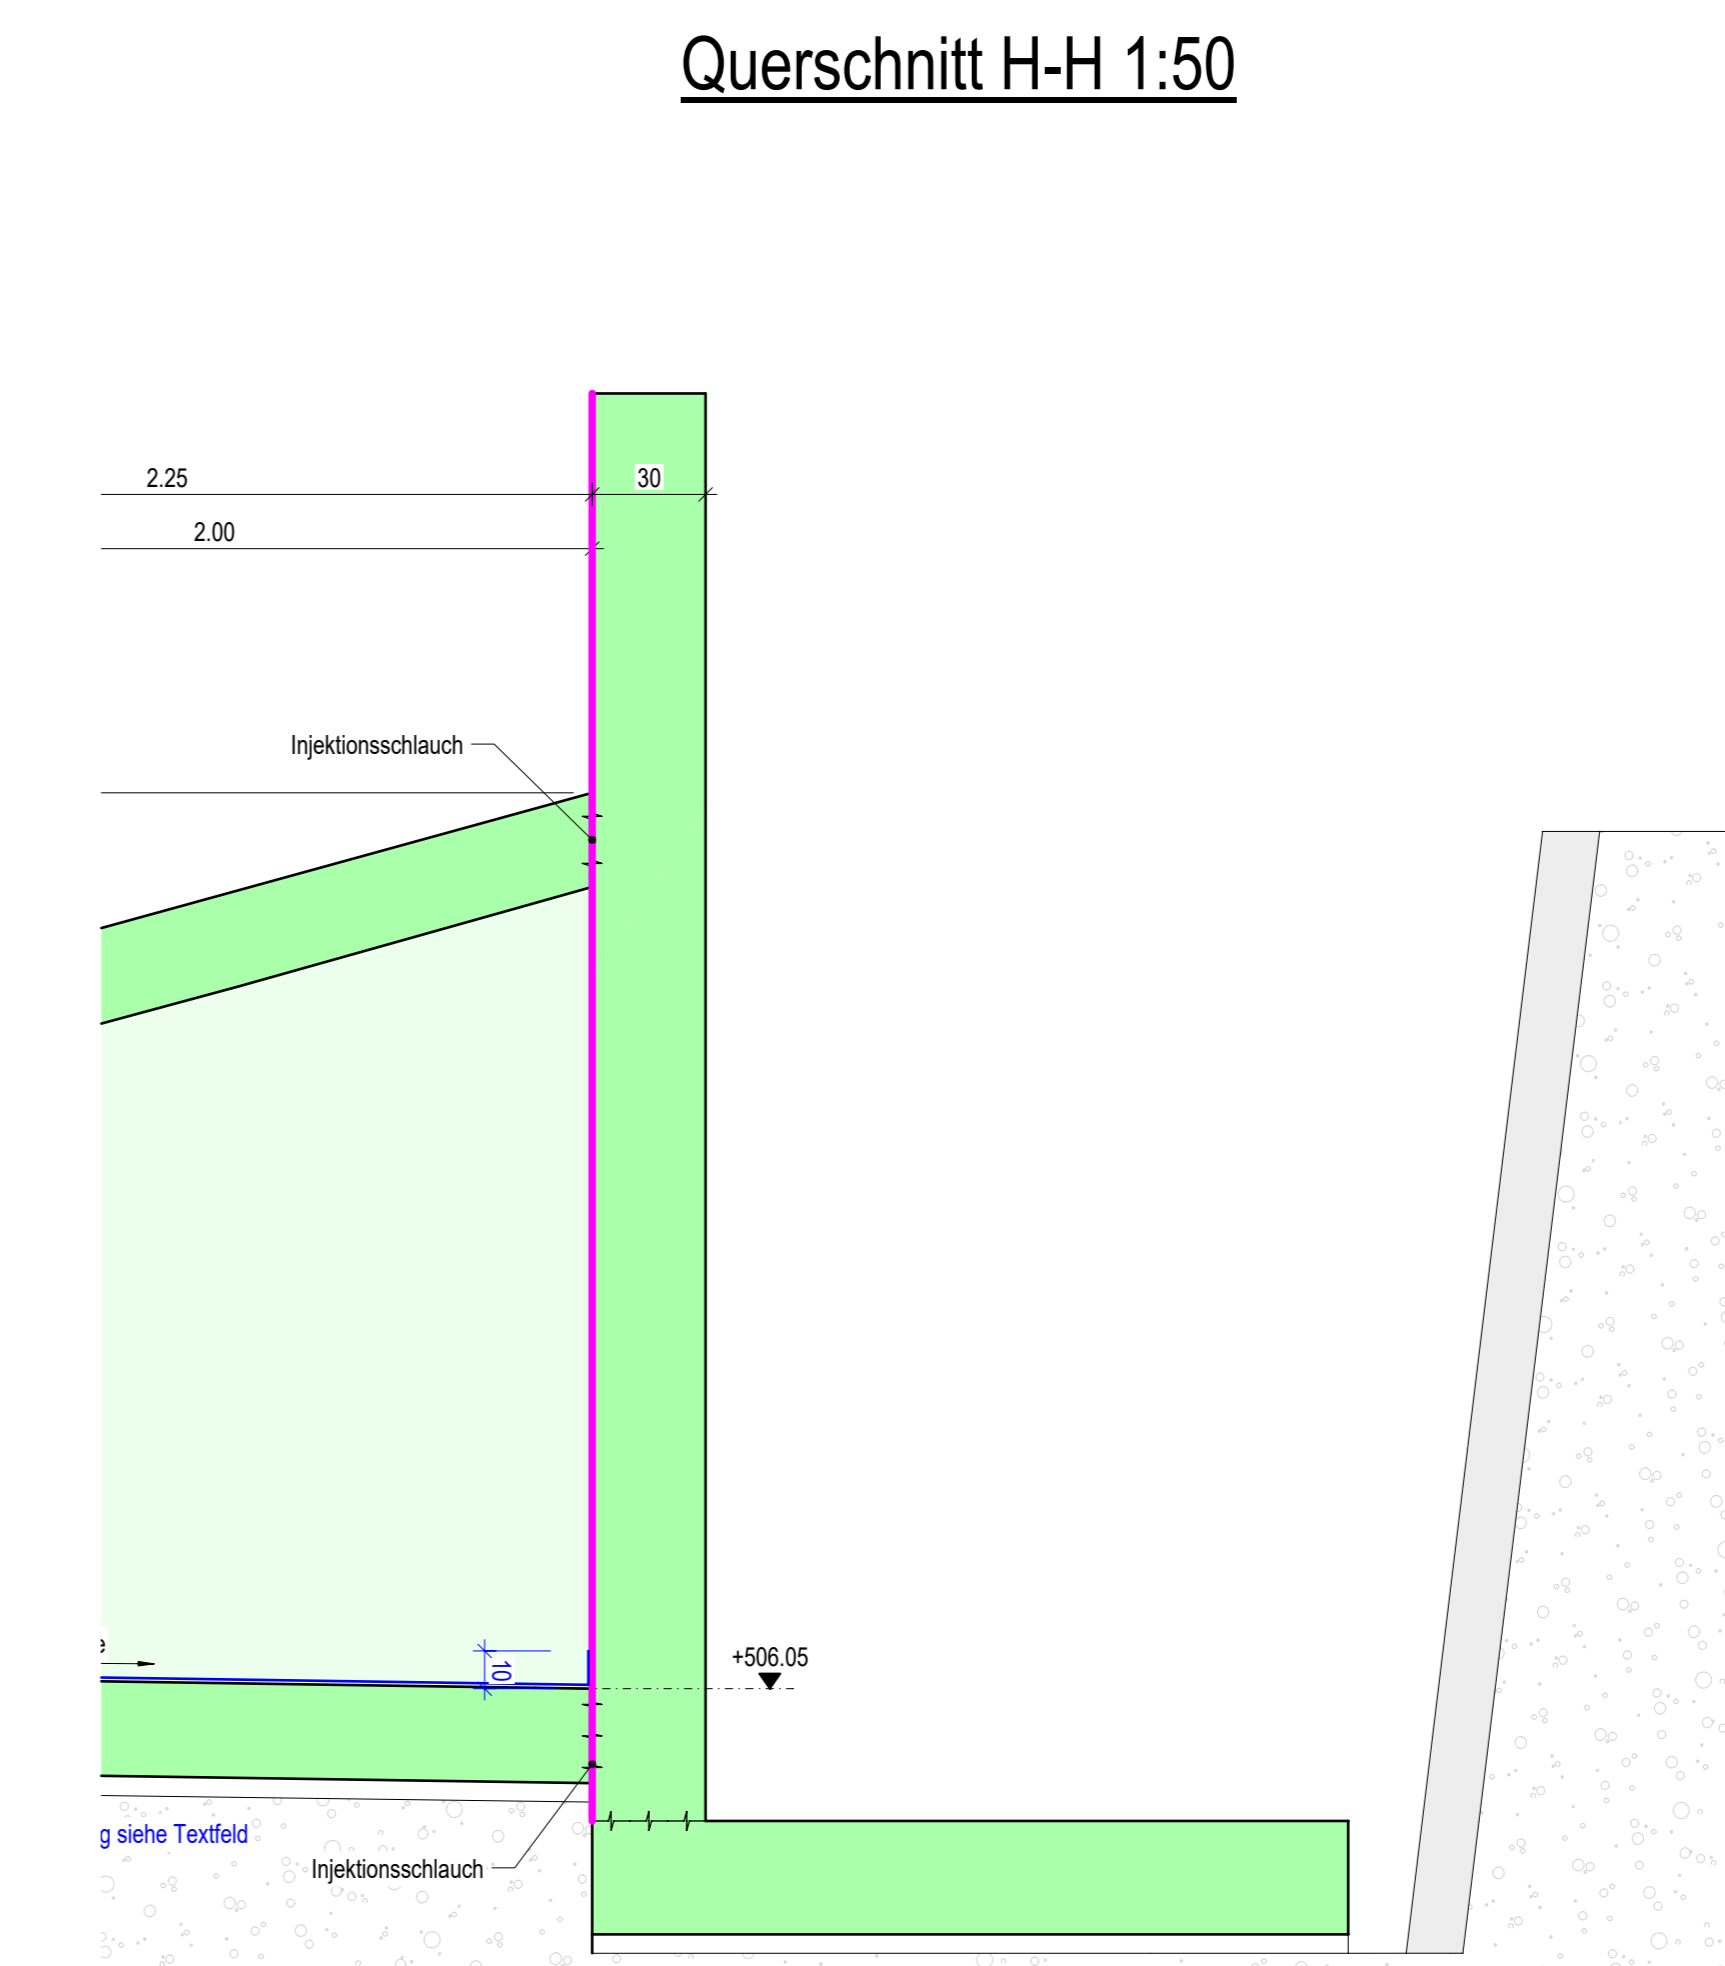 Querschnitt H-H 1:50
2.25
30
2.00
Injektionsschlauch
e
10
+506.05
g siehe Textfeld
Injektionsschlauch